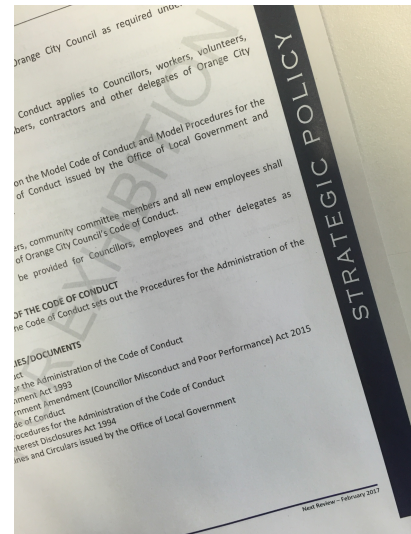 Orange City Council as required under
Conduct applies to Councillors, workers, volunteers,
bers, contractors and other delegates of Orange City
on the Model Code of Conduct and Model Procedures for the
of Conduct issued by the Office of Local Government and
ers, community committee members and all new employees shall
of Orange City Council's Code of Conduct.
be provided for Councillors, employees and other delegates as
OF THE CODE OF CONDUCT
he Code of Conduct sets out the Procedures for the Administration of the
IES/DOCUMENTS
uct
or the Administration of the Code of Conduct
nment Act 1993
rnment Amendment (Councillor Misconduct and Poor Performance) Act 2015
de of Conduct
rocedures for the Administration of the Code of Conduct
nterest Disclosures Act 1994
ines and Circulars issued by the Office of Local Government
Next Review – February 2017
STRATEGIC POLICY
FOR EXHIBITION